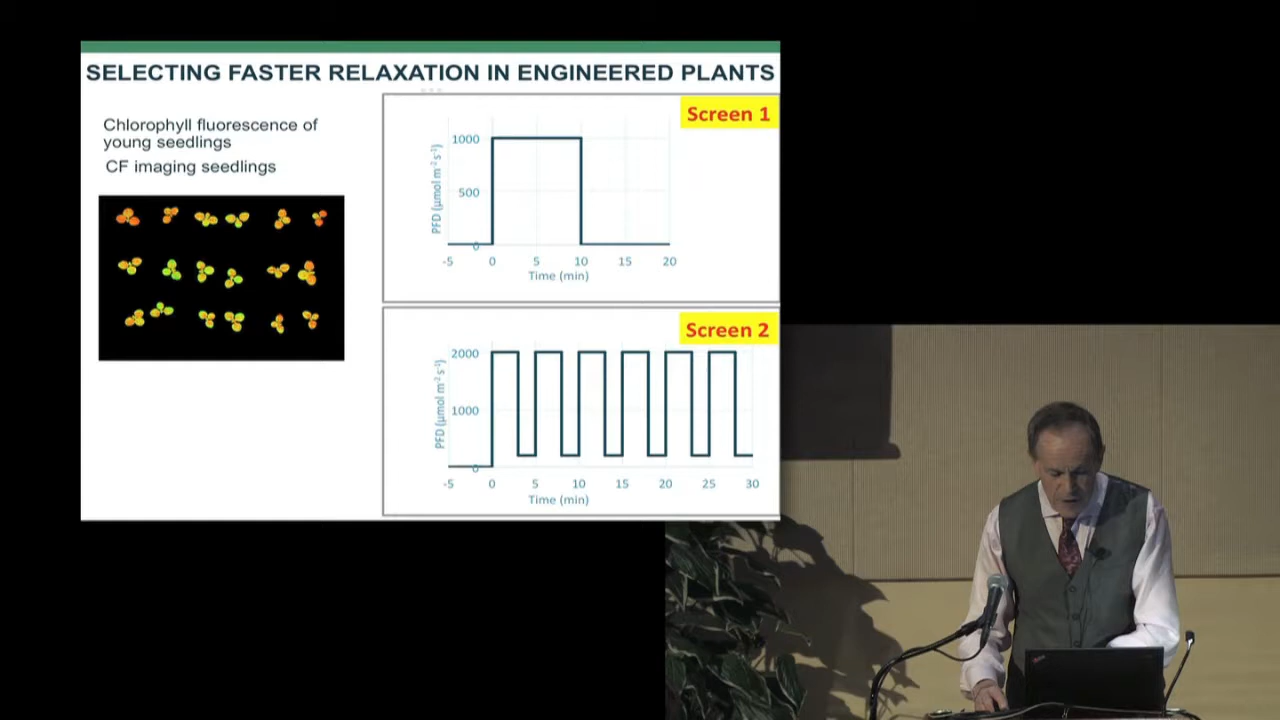 SELECTING FASTER RELAXATION IN ENGINEERED PLANTS
Chlorophyll fluorescence of
young seedlings
CF imaging seedlings
Screen 1
1000
500
0
PFD (µmol m⁻² s⁻¹)
-5 0 5 10 15 20
Time (min)
Screen 2
2000
1000
0
PFD (µmol m⁻² s⁻¹)
-5 0 5 10 15 20 25 30
Time (min)